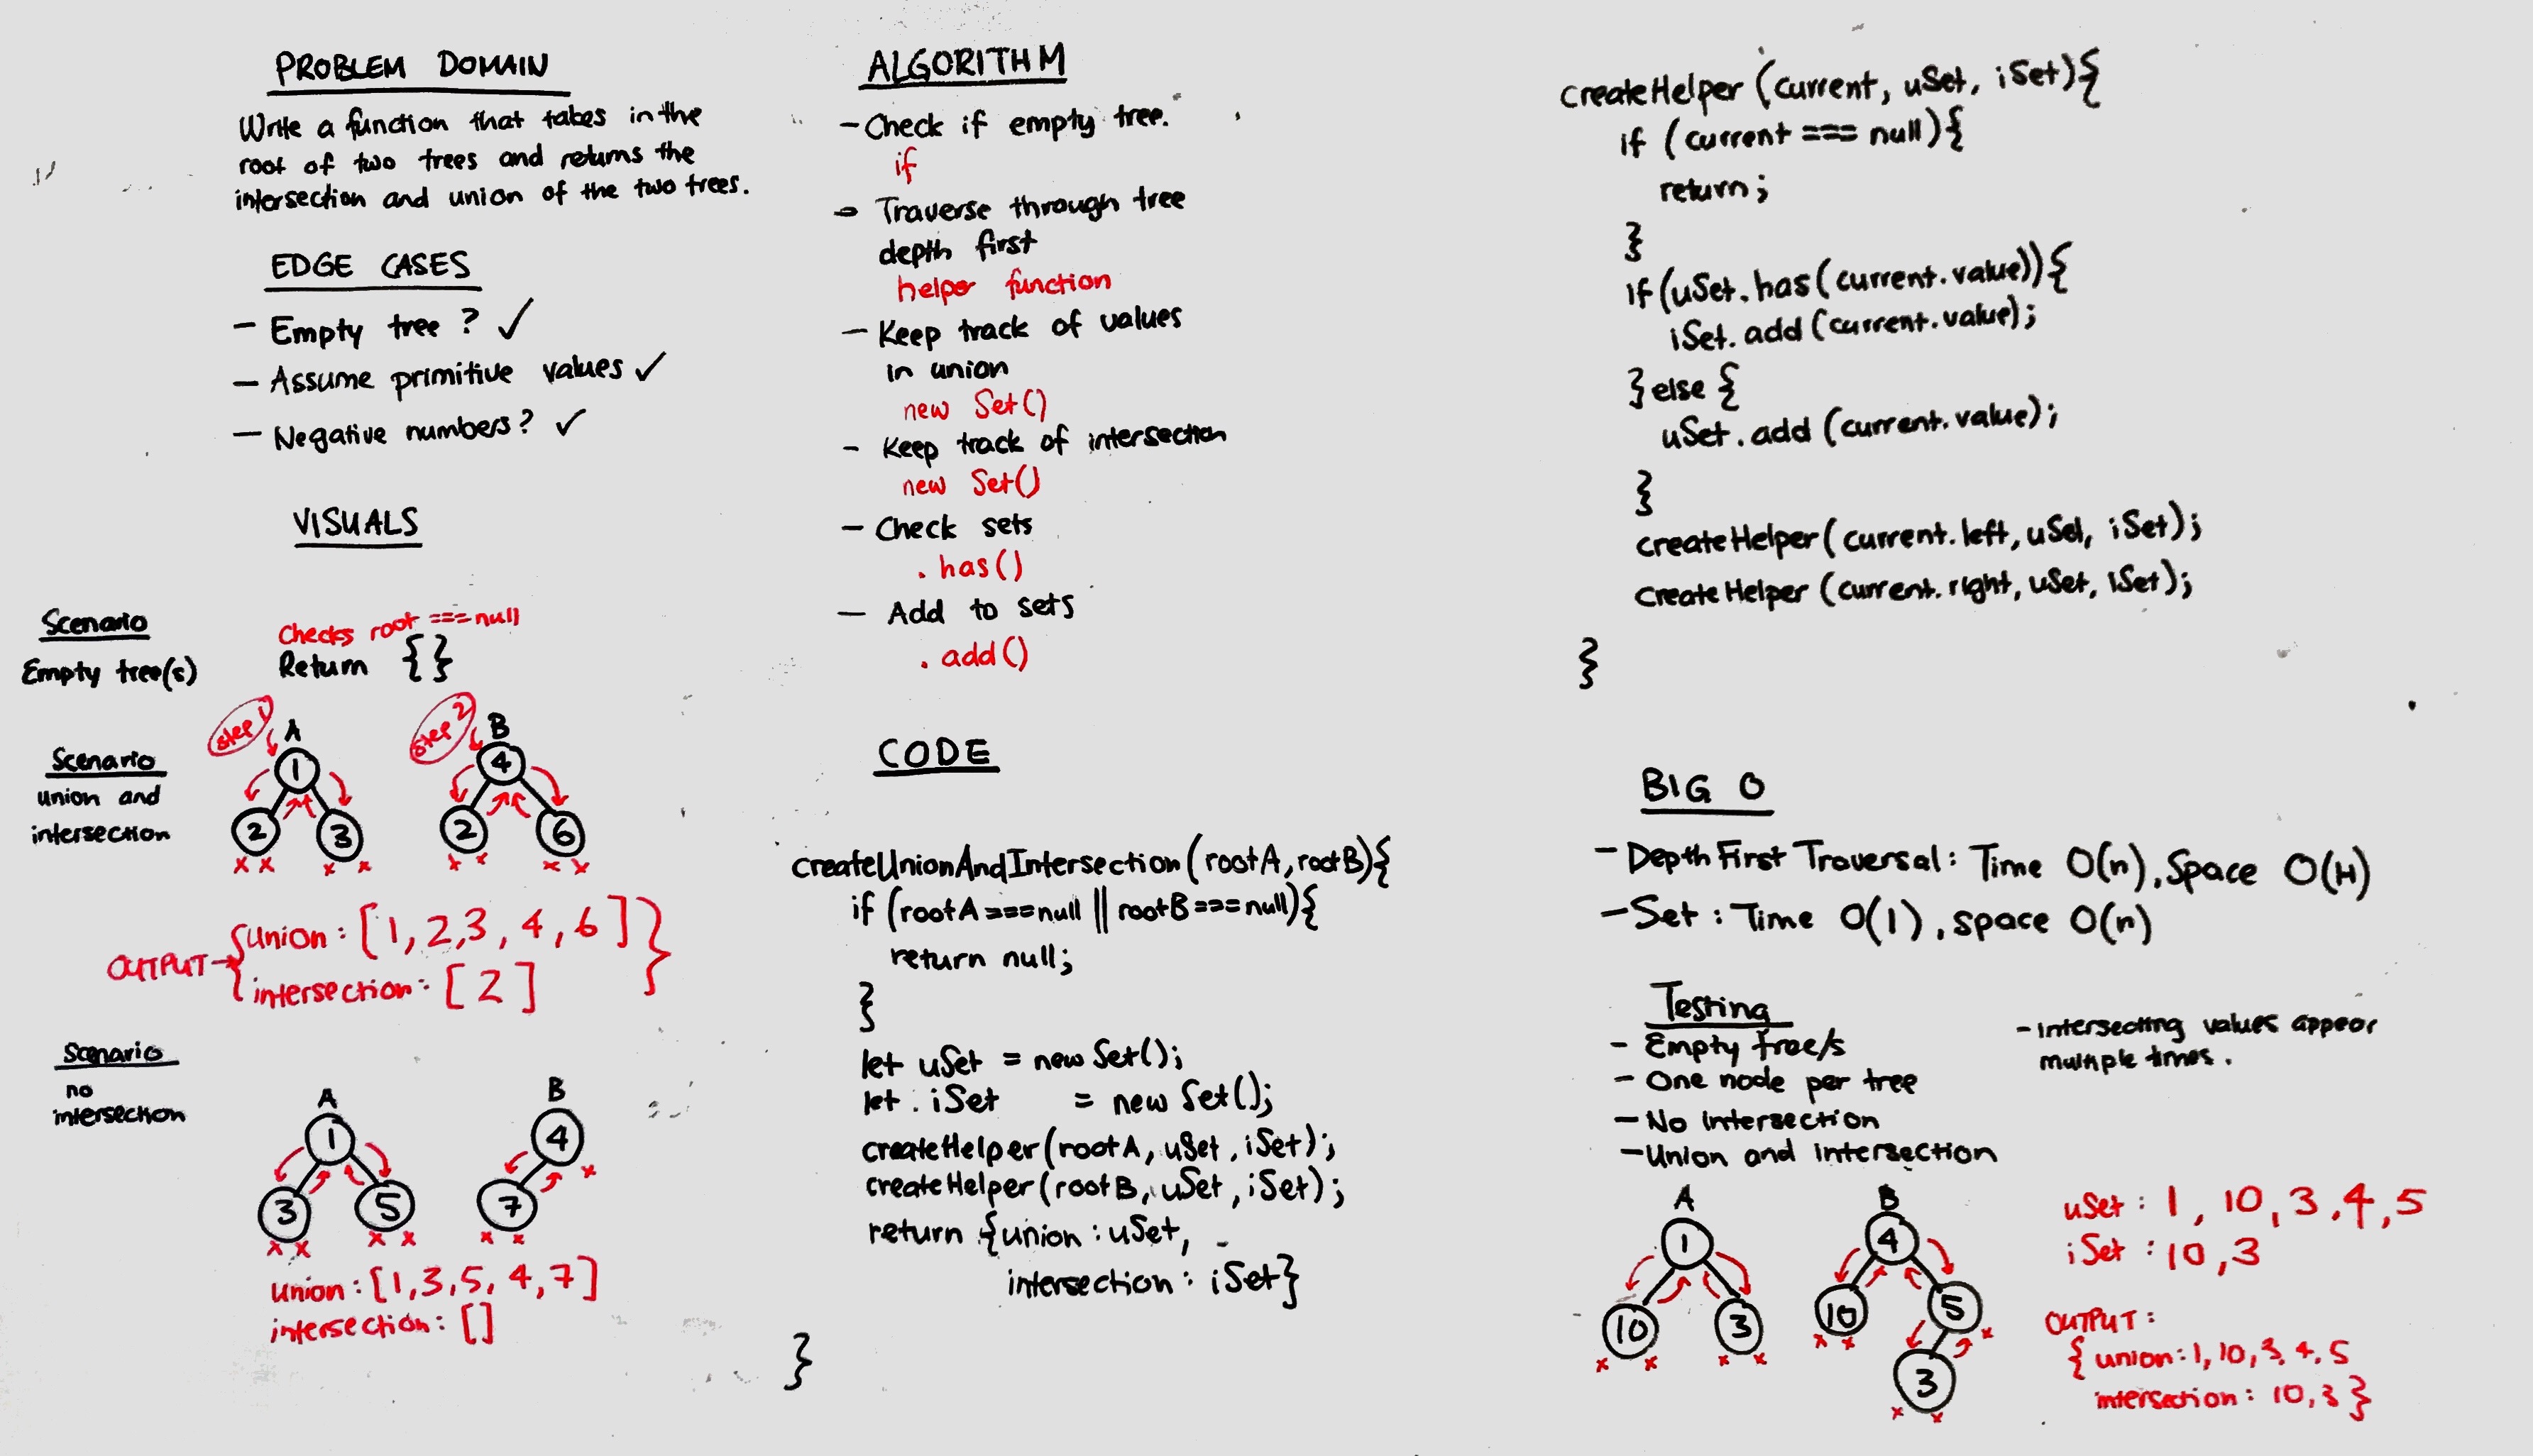 PROBLEM DOMAIN
Write a function that takes in the
root of two trees and returns the
intersection and union of the two trees.
EDGE CASES
- Empty tree? ✓
- Assume primitive values ✓
- Negative numbers? ✓
VISUALS
Scenario
Empty tree(s)
Checks root === null
Return {}
Scenario
union and
intersection
step 1
A
1
2 3
x x x x
step 2
B
4
2 6
x x x x
OUTPUT→ {union: [1, 2, 3, 4, 6]
intersection: [2]}
Scenario
no
intersection
A
1
3 5
x x x x
B
4
x
7
x x
union: [1, 3, 5, 4, 7]
intersection: []
ALGORITHM
- Check if empty tree.
if
- Traverse through tree
depth first
helper function
- Keep track of values
in union
new Set()
- Keep track of intersection
new Set()
- Check sets
.has()
- Add to sets
.add()
CODE
createUnionAndIntersection(rootA, rootB){
if (rootA === null || rootB === null){
return null;
}
let uSet = new Set();
let iSet = new Set();
createHelper(rootA, uSet, iSet);
createHelper(rootB, uSet, iSet);
return {union: uSet,
intersection: iSet}
}
createHelper (current, uSet, iSet){
if (current === null){
return;
}
if (uSet.has(current.value)){
iSet.add(current.value);
} else {
uSet.add(current.value);
}
createHelper(current.left, uSet, iSet);
createHelper(current.right, uSet, iSet);
}
BIG O
- Depth First Traversal: Time O(n), Space O(H)
- Set: Time O(1), space O(n)
Testing
- Empty tree/s
- One node per tree
- No intersection
- Union and intersection
- Intersecting values appear
multiple times.
A
1
10 3
x x x x
B
4
10 5
x x x
3
x x
uSet: 1, 10, 3, 4, 5
iSet: 10, 3
OUTPUT:
{union: 1, 10, 3, 4, 5
intersection: 10, 3}